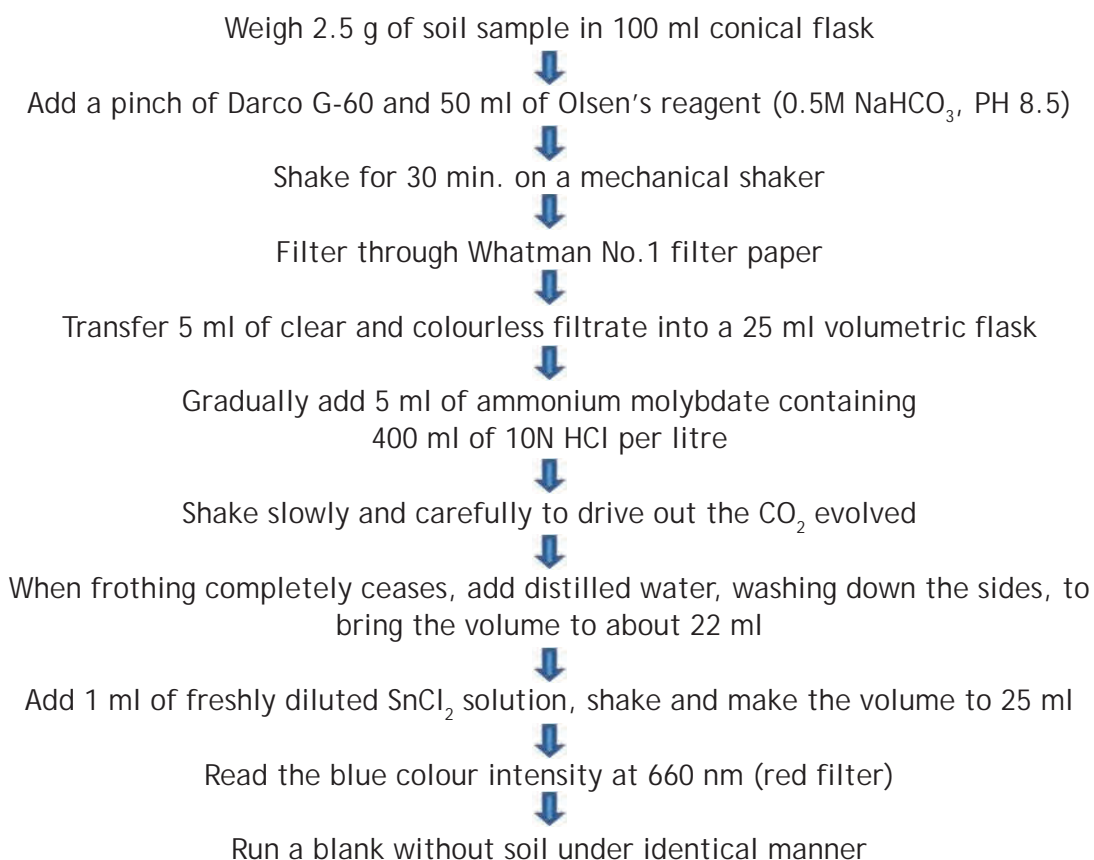 Weigh 2.5 g of soil sample in 100 ml conical flask
Add a pinch of Darco G-60 and 50 ml of Olsen's reagent (0.5M NaHCO₃, PH 8.5)
Shake for 30 min. on a mechanical shaker
Filter through Whatman No.1 filter paper
Transfer 5 ml of clear and colourless filtrate into a 25 ml volumetric flask
Gradually add 5 ml of ammonium molybdate containing
400 ml of 10N HCl per litre
Shake slowly and carefully to drive out the CO₂ evolved
When frothing completely ceases, add distilled water, washing down the sides, to
bring the volume to about 22 ml
Add 1 ml of freshly diluted SnCl₂ solution, shake and make the volume to 25 ml
Read the blue colour intensity at 660 nm (red filter)
Run a blank without soil under identical manner